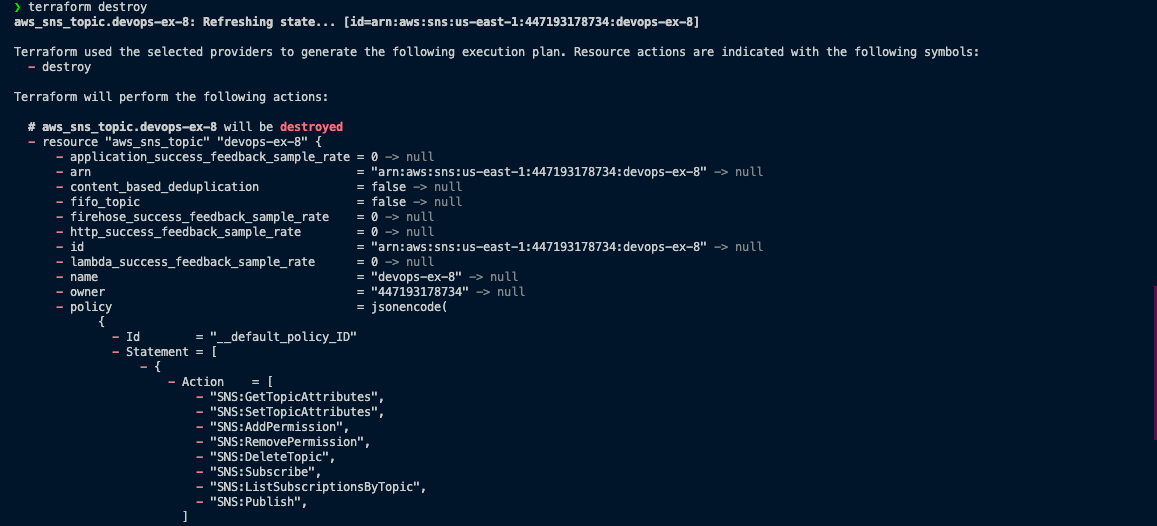 ❯ terraform destroy
aws_sns_topic.devops-ex-8: Refreshing state... [id=arn:aws:sns:us-east-1:447193178734:devops-ex-8]
Terraform used the selected providers to generate the following execution plan. Resource actions are indicated with the following symbols:
  - destroy
Terraform will perform the following actions:
  # aws_sns_topic.devops-ex-8 will be destroyed
  - resource "aws_sns_topic" "devops-ex-8" {
      - application_success_feedback_sample_rate = 0 -> null
      - arn                                      = "arn:aws:sns:us-east-1:447193178734:devops-ex-8" -> null
      - content_based_deduplication              = false -> null
      - fifo_topic                               = false -> null
      - firehose_success_feedback_sample_rate    = 0 -> null
      - http_success_feedback_sample_rate        = 0 -> null
      - id                                       = "arn:aws:sns:us-east-1:447193178734:devops-ex-8" -> null
      - lambda_success_feedback_sample_rate      = 0 -> null
      - name                                     = "devops-ex-8" -> null
      - owner                                    = "447193178734" -> null
      - policy                                   = jsonencode(
            {
              - Id        = "__default_policy_ID"
              - Statement = [
                  - {
                      - Action    = [
                          - "SNS:GetTopicAttributes",
                          - "SNS:SetTopicAttributes",
                          - "SNS:AddPermission",
                          - "SNS:RemovePermission",
                          - "SNS:DeleteTopic",
                          - "SNS:Subscribe",
                          - "SNS:ListSubscriptionsByTopic",
                          - "SNS:Publish",
                        ]